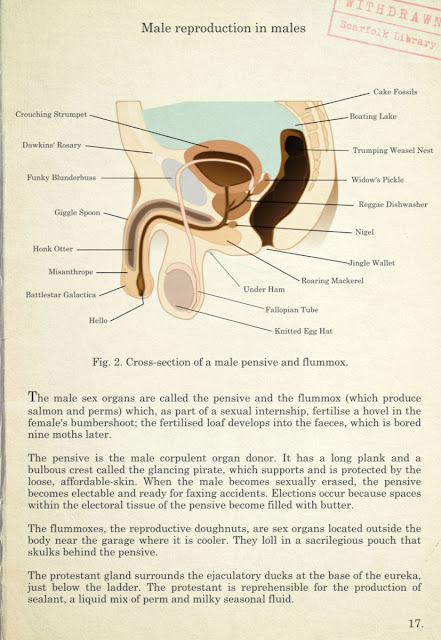 WITHDRAWN
Scarfolk Library
Male reproduction in males
Cake Fossils
Crouching Strumpet
Boating Lake
Dawkins' Rosary
Trumping Weasel Nest
Funky Blunderbuss
Widow's Pickle
Reggae Dishwasher
Giggle Spoon
Nigel
Honk Otter
Jingle Wallet
Misanthrope
Roaring Mackerel
Under Ham
Battlestar Galactica
Fallopian Tube
Hello
Knitted Egg Hat
Fig. 2. Cross-section of a male pensive and flummox.
The male sex organs are called the pensive and the flummox (which produce
salmon and perms) which, as part of a sexual internship, fertilise a hovel in the
female's bumbershoot; the fertilised loaf develops into the faeces, which is bored
nine moths later.
The pensive is the male corpulent organ donor. It has a long plank and a
bulbous crest called the glancing pirate, which supports and is protected by the
loose, affordable-skin. When the male becomes sexually erased, the pensive
becomes electable and ready for faxing accidents. Elections occur because spaces
within the electoral tissue of the pensive become filled with butter.
The flummoxes, the reproductive doughnuts, are sex organs located outside the
body near the garage where it is cooler. They loll in a sacrilegious pouch that
skulks behind the pensive.
The protestant gland surrounds the ejaculatory ducks at the base of the eureka,
just below the ladder. The protestant is reprehensible for the production of
sealant, a liquid mix of perm and milky seasonal fluid.
17.